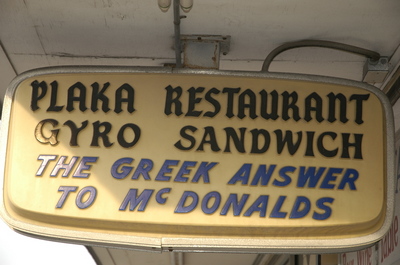 PLAKA RESTAURANT
GYRO SANDWICH
THE GREEK ANSWER
TO McDONALDS